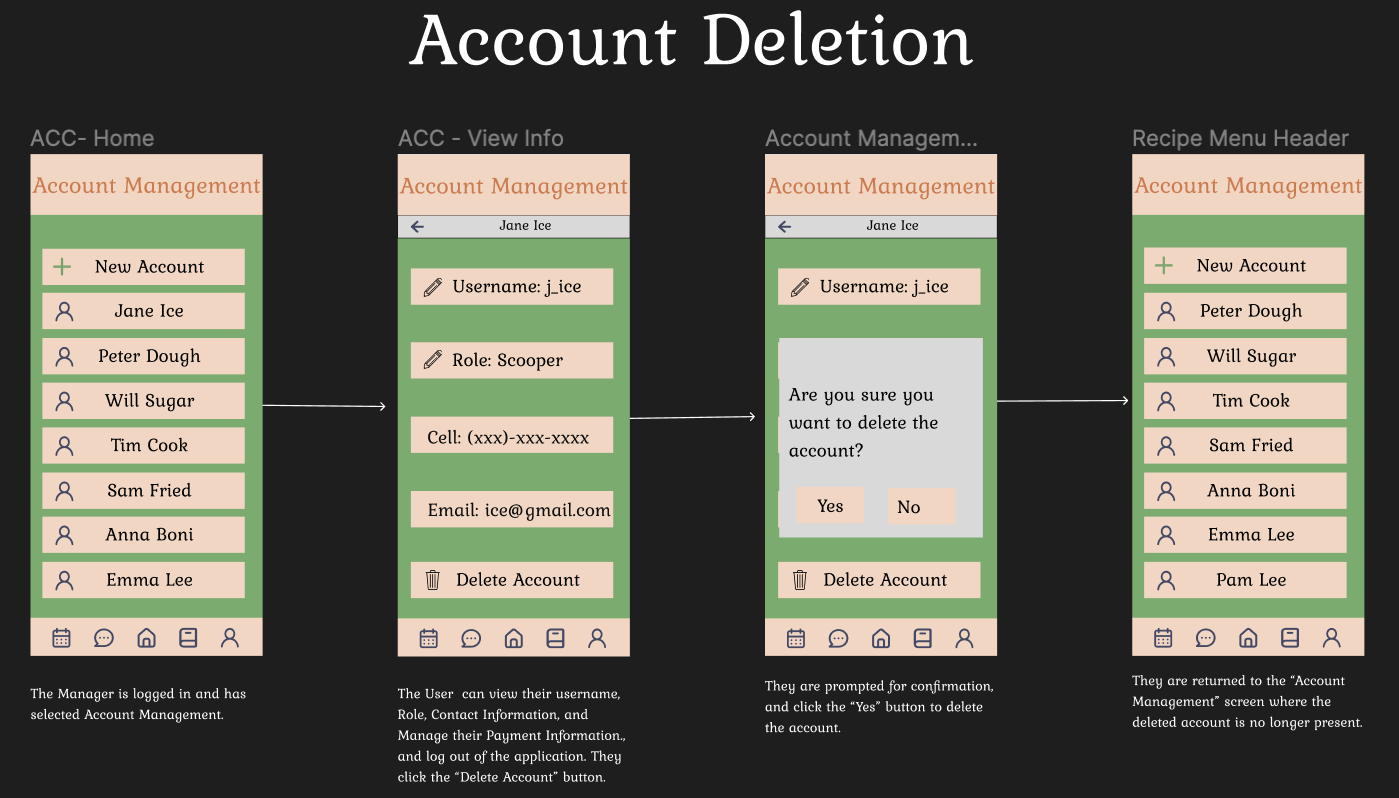 Account Deletion
ACC- Home
Account Management
New Account
Jane Ice
Peter Dough
Will Sugar
Tim Cook
Sam Fried
Anna Boni
Emma Lee
The Manager is logged in and has
selected Account Management.
ACC - View Info
Account Management
Jane Ice
Username: j_ice
Role: Scooper
Cell: (xxx)-xxx-xxxx
Email: ice@gmail.com
Delete Account
The User  can view their username,
Role, Contact Information, and
Manage their Payment Information.,
and log out of the application. They
click the “Delete Account” button.
Account Managem...
Account Management
Jane Ice
Username: j_ice
Are you sure you
want to delete the
account?
Yes No
Delete Account
They are prompted for confirmation,
and click the “Yes” button to delete
the account.
Recipe Menu Header
Account Management
New Account
Peter Dough
Will Sugar
Tim Cook
Sam Fried
Anna Boni
Emma Lee
Pam Lee
They are returned to the “Account
Management” screen where the
deleted account is no longer present.